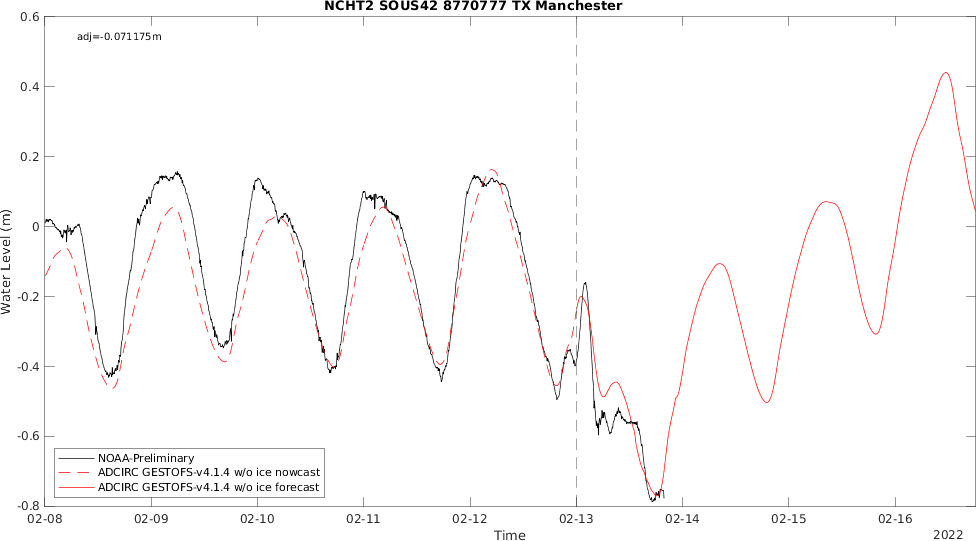 NCHT2 SOUS42 8770777 TX Manchester
adj=-0.071175m
0.6
0.4
0.2
0
-0.2
-0.4
-0.6
-0.8
Water Level (m)
NOAA-Preliminary
ADCIRC GESTOFS-v4.1.4 w/o ice nowcast
ADCIRC GESTOFS-v4.1.4 w/o ice forecast
02-08 02-09 02-10 02-11 02-12 02-13 02-14 02-15 02-16
Time
2022